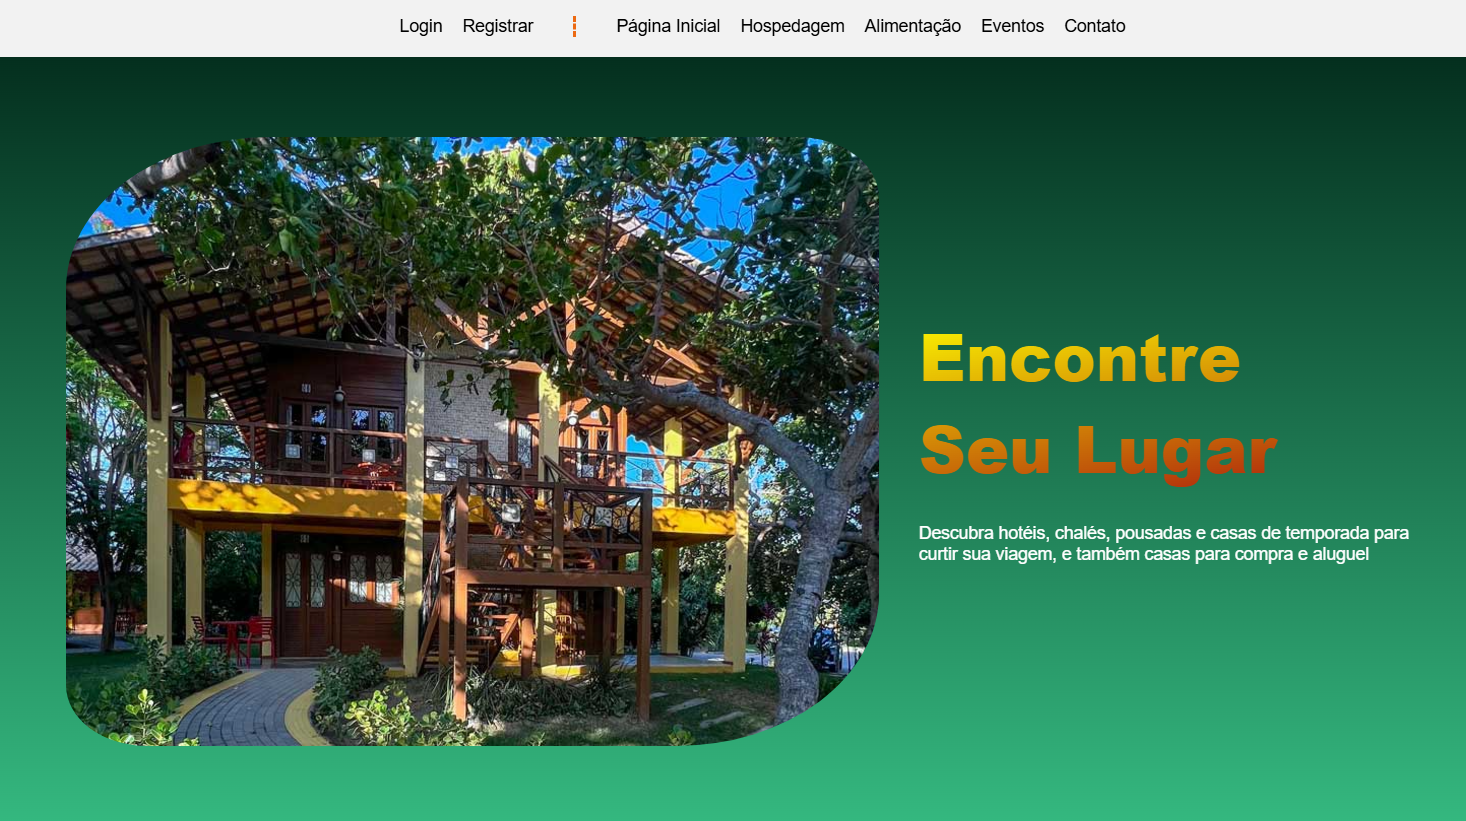 Login Registrar Página Inicial Hospedagem Alimentação Eventos Contato
Encontre
Seu Lugar
Descubra hotéis, chalés, pousadas e casas de temporada para
curtir sua viagem, e também casas para compra e aluguel